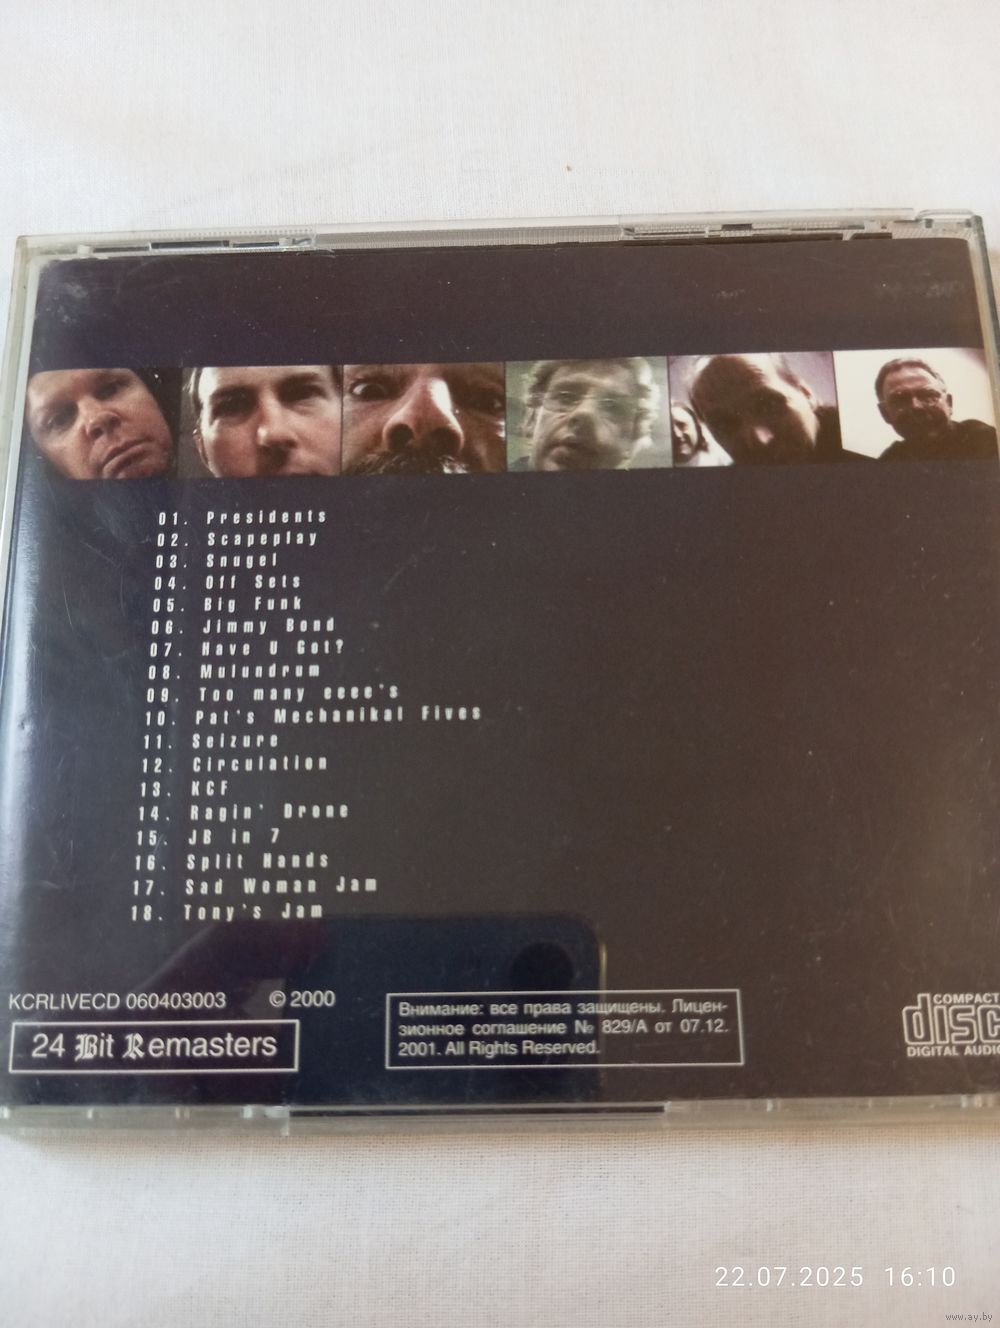 01. Presidents
02. Scapeplay
03. Snugel
04. Off Sets
05. Big Funk
06. Jimmy Bond
07. Have U Got?
08. Mulundrum
09. Too many eeee's
10. Pat's Mechanikal Fives
11. Seizure
12. Circulation
13. KCF
14. Ragin' Drone
15. JB in 7
16. Split Hands
17. Sad Woman Jam
18. Tony's Jam
KCRLIVECD 060403003 © 2000
24 Bit Remasters
Внимание: все права защищены. Лицен-
зионное соглашение № 829/А от 07.12.
2001. All Rights Reserved.
COMPACT
disc
DIGITAL AUDIO
22.07.2025 16:10
www.ay.by